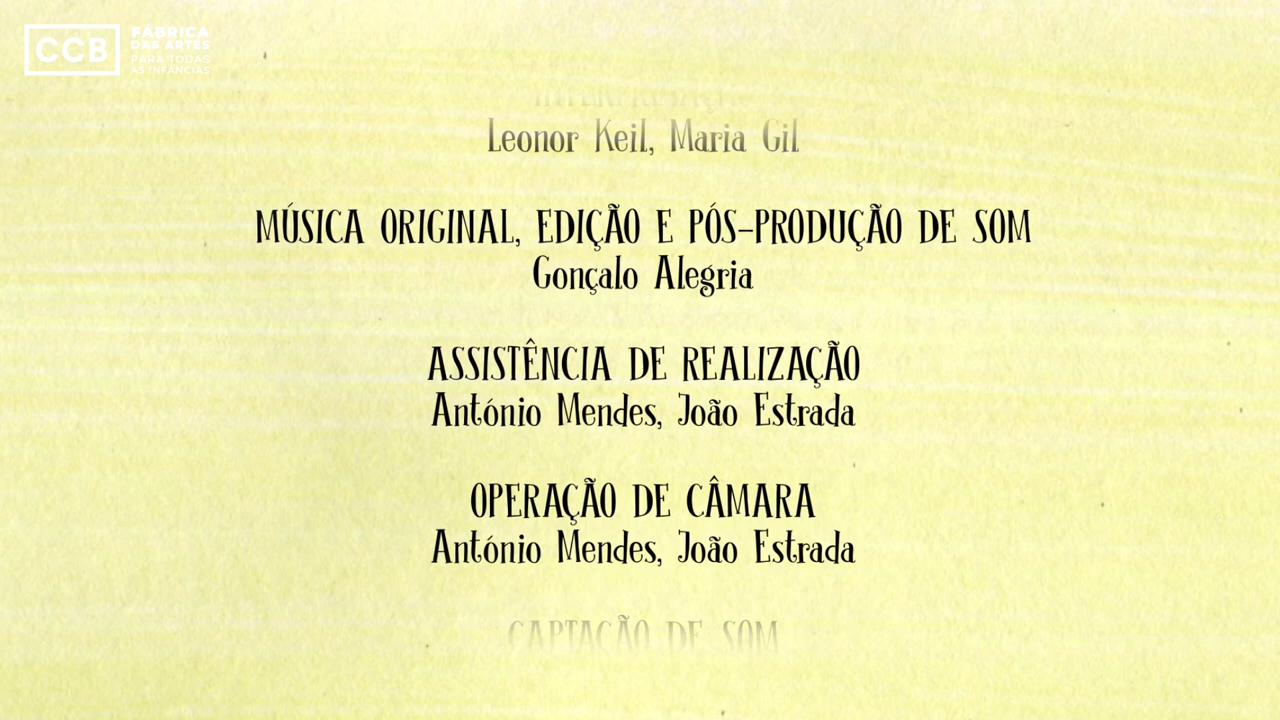 CCB
FÁBRICA
DAS ARTES
PARA TODAS
AS INFÂNCIAS
INTERPRETAÇÃO
Leonor Keil, Maria Gil
MÚSICA ORIGINAL, EDIÇÃO E PÓS-PRODUÇÃO DE SOM
Gonçalo Alegria
ASSISTÊNCIA DE REALIZAÇÃO
António Mendes, João Estrada
OPERAÇÃO DE CÂMARA
António Mendes, João Estrada
CAPTAÇÃO DE SOM